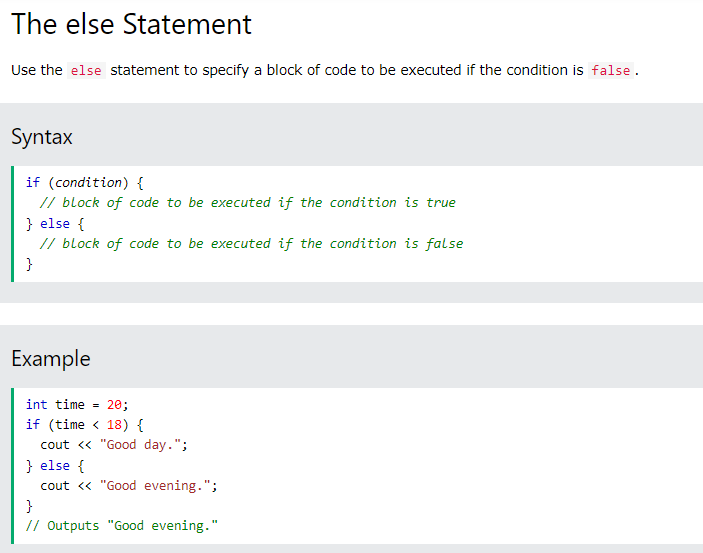 The else Statement
Use the else statement to specify a block of code to be executed if the condition is false.
Syntax
if (condition) {
  // block of code to be executed if the condition is true
} else {
  // block of code to be executed if the condition is false
}
Example
int time = 20;
if (time < 18) {
  cout << "Good day.";
} else {
  cout << "Good evening.";
}
// Outputs "Good evening."